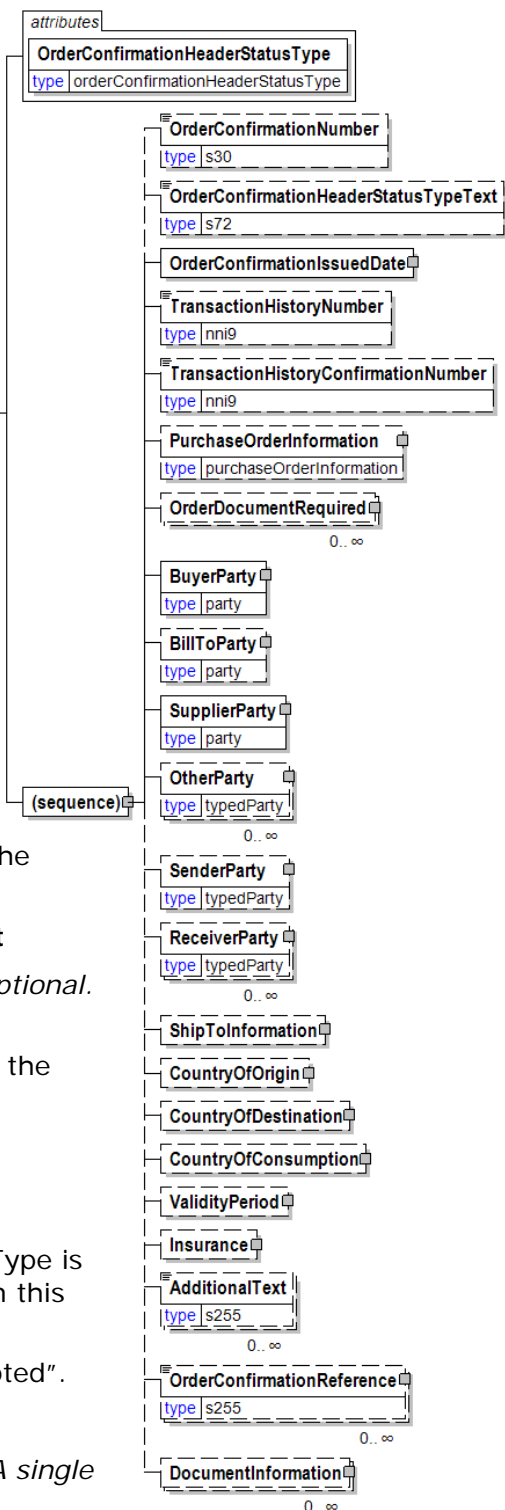 attributes
OrderConfirmationHeaderStatusType
type orderConfirmationHeaderStatusType
OrderConfirmationNumber
type s30
OrderConfirmationHeaderStatusTypeText
type s72
OrderConfirmationIssuedDate
TransactionHistoryNumber
type nni9
TransactionHistoryConfirmationNumber
type nni9
PurchaseOrderInformation
type purchaseOrderInformation
OrderDocumentRequired
0.. ∞
BuyerParty
type party
BillToParty
type party
SupplierParty
type party
OtherParty
type typedParty
0.. ∞
(sequence)
SenderParty
type typedParty
ReceiverParty
type typedParty
0.. ∞
ShipToInformation
CountryOfOrigin
CountryOfDestination
CountryOfConsumption
ValidityPeriod
Insurance
AdditionalText
type s255
0.. ∞
OrderConfirmationReference
type s255
0.. ∞
DocumentInformation
0.. ∞
he
t
ptional.
the
Type is
n this
oted”.
A single